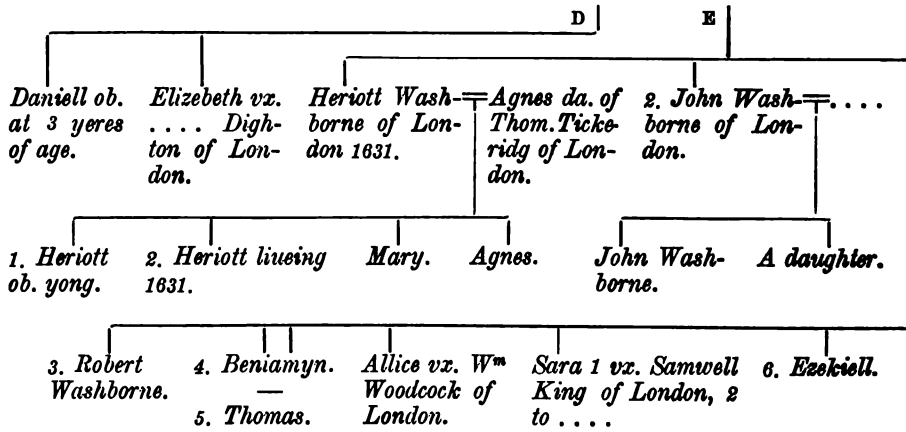 D E
Daniell ob.
at 3 yeres
of age.
Elizebeth vx.
.... Digh-
ton of Lon-
don.
Heriott Wash-
borne of Lon-
don 1631.
Agnes da. of
Thom. Ticke-
ridg of Lon-
don.
2. John Wash-
borne of Lon-
don.
....
1. Heriott
ob. yong.
2. Heriott liueing
1631.
Mary.
Agnes.
John Wash-
borne.
A daughter.
3. Robert
Washborne.
4. Beniamyn.
—
5. Thomas.
Allice vx. Wm
Woodcock of
London.
Sara 1 vx. Samwell
King of London, 2
to ....
6. Ezekiell.